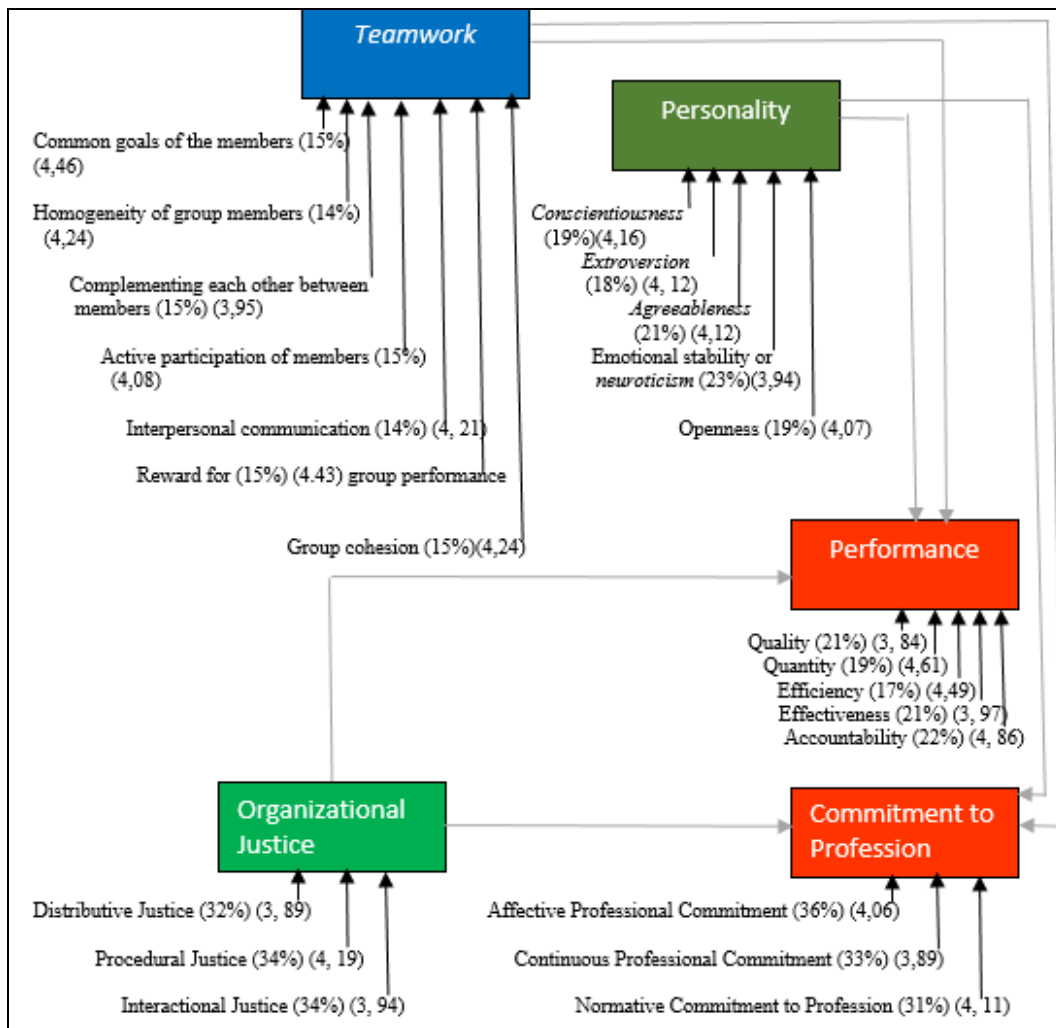 Teamwork
Personality
Common goals of the members (15%)
(4,46)
Homogeneity of group members (14%)
(4,24)
Complementing each other between
members (15%) (3,95)
Active participation of members (15%)
(4,08)
Interpersonal communication (14%) (4, 21)
Reward for (15%) (4.43) group performance
Group cohesion (15%)(4,24)
Conscientiousness
(19%)(4,16)
Extroversion
(18%) (4, 12)
Agreeableness
(21%) (4,12)
Emotional stability or
neuroticism (23%)(3,94)
Openness (19%) (4,07)
Performance
Quality (21%) (3, 84)
Quantity (19%) (4,61)
Efficiency (17%) (4,49)
Effectiveness (21%) (3, 97)
Accountability (22%) (4, 86)
Organizational
Justice
Distributive Justice (32%) (3, 89)
Procedural Justice (34%) (4, 19)
Interactional Justice (34%) (3, 94)
Commitment to
Profession
Affective Professional Commitment (36%) (4,06)
Continuous Professional Commitment (33%) (3,89)
Normative Commitment to Profession (31%) (4, 11)